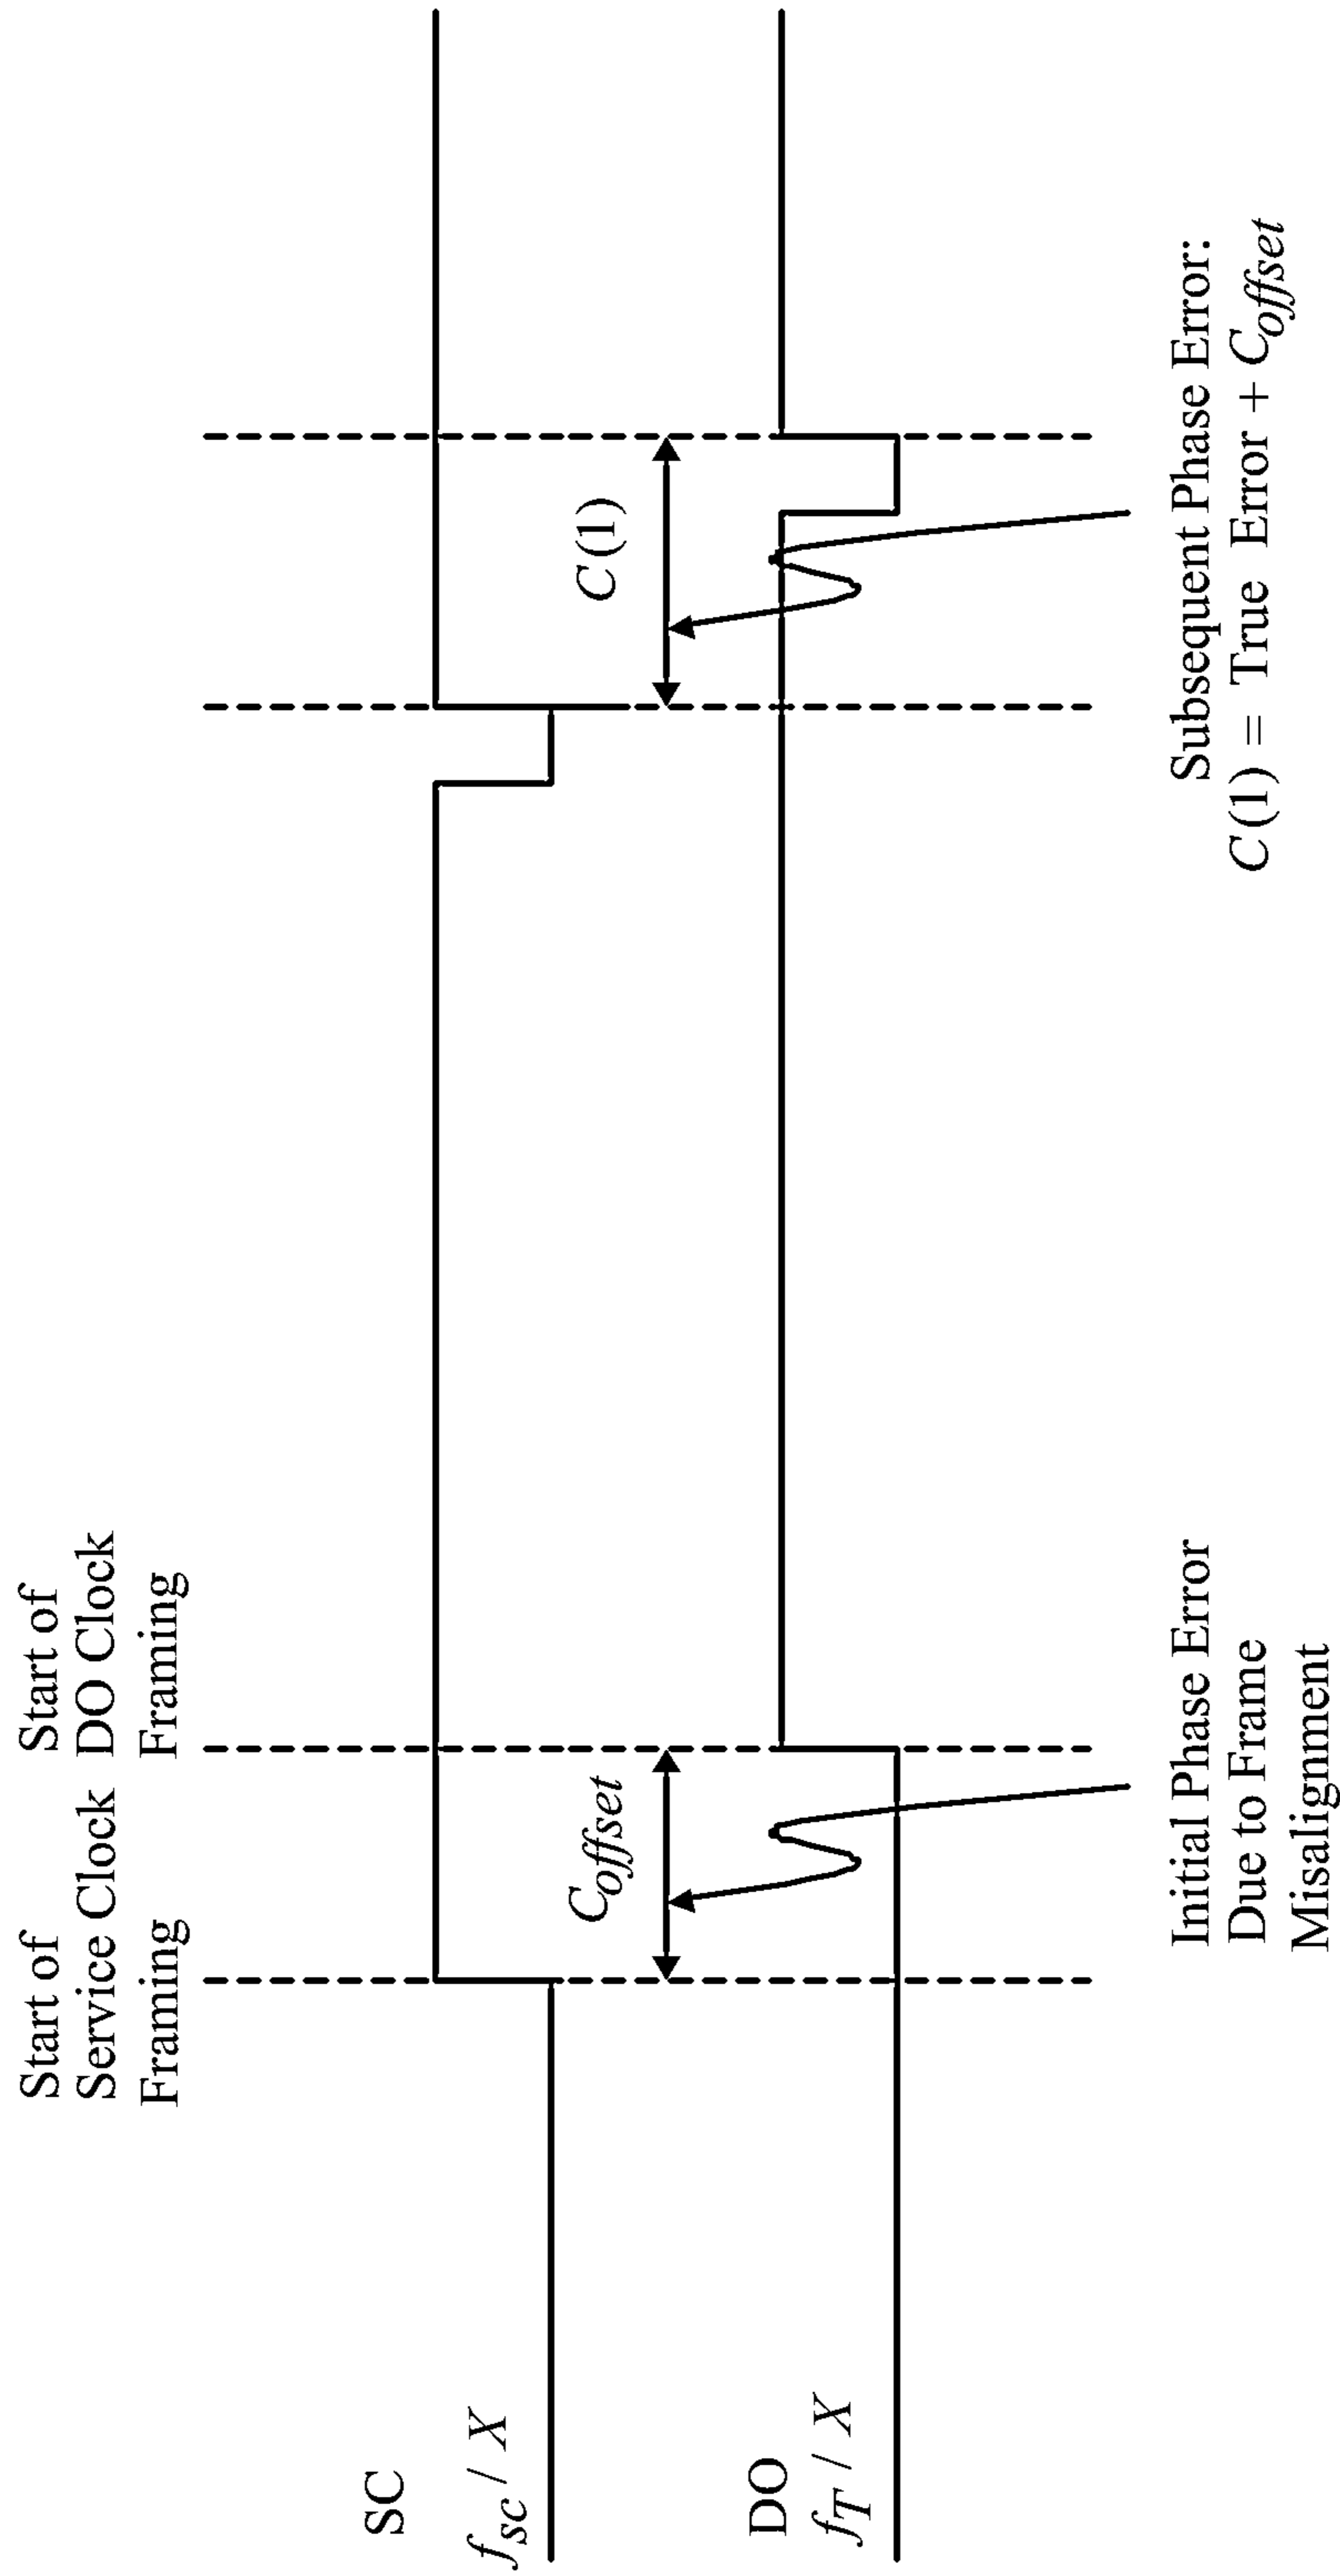 Start of
Service Clock
Framing
Start of
DO Clock
Framing
SC
f_sc / X
C_offset
C(1)
DO
f_T / X
Initial Phase Error
Due to Frame
Misalignment
Subsequent Phase Error:
C(1) = True Error + C_offset